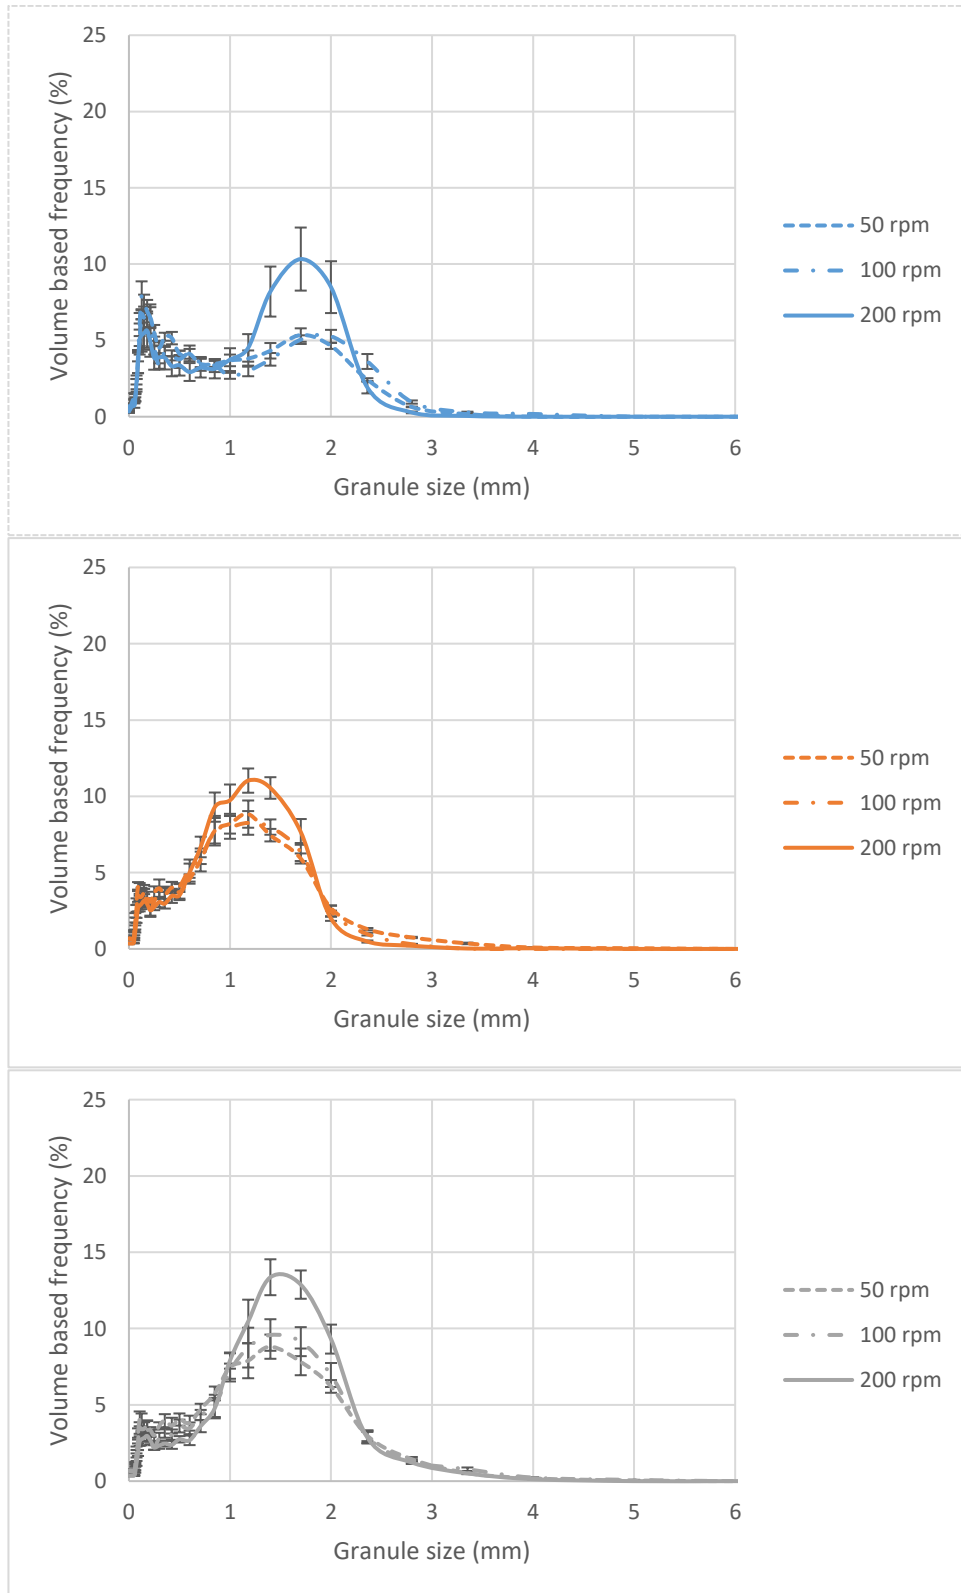 25
20
15
10
5
0
Volume based frequency (%)
0 1 2 3 4 5 6
Granule size (mm)
50 rpm
100 rpm
200 rpm
25
20
15
10
5
0
Volume based frequency (%)
0 1 2 3 4 5 6
Granule size (mm)
50 rpm
100 rpm
200 rpm
25
20
15
10
5
0
Volume based frequency (%)
0 1 2 3 4 5 6
Granule size (mm)
50 rpm
100 rpm
200 rpm